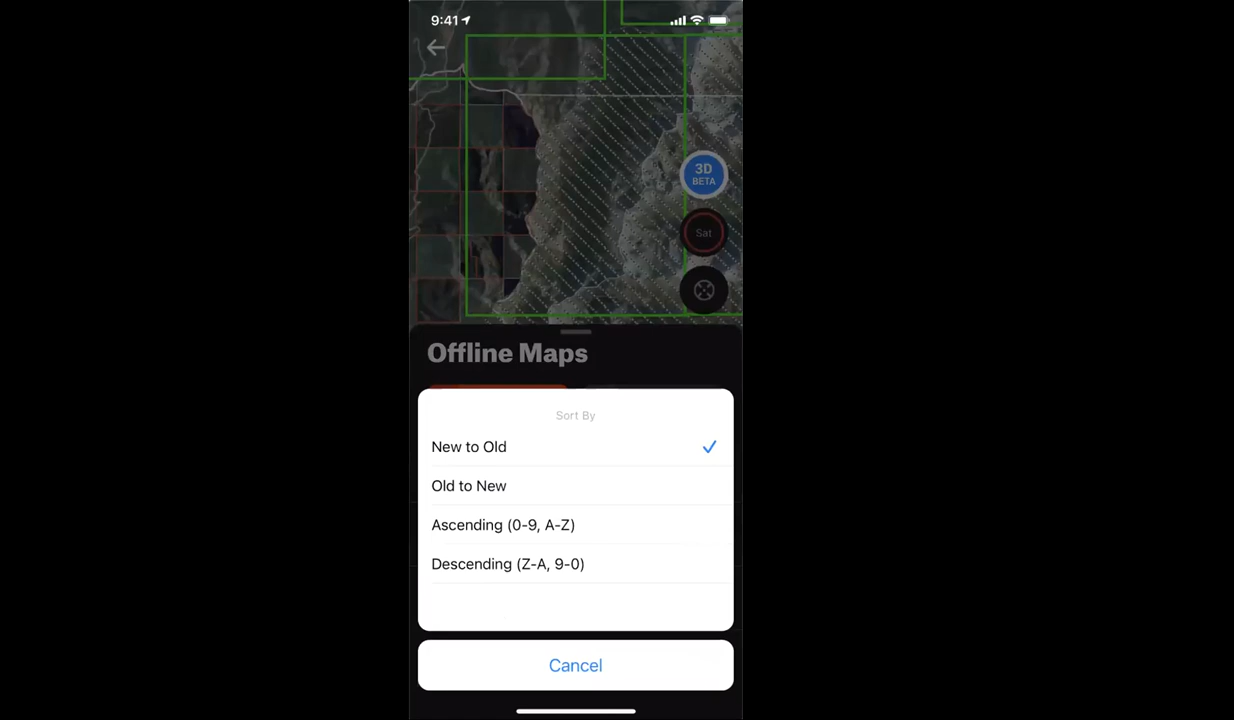 9:41
3D
BETA
Sat
Offline Maps
Sort By
New to Old
Old to New
Ascending (0-9, A-Z)
Descending (Z-A, 9-0)
Cancel